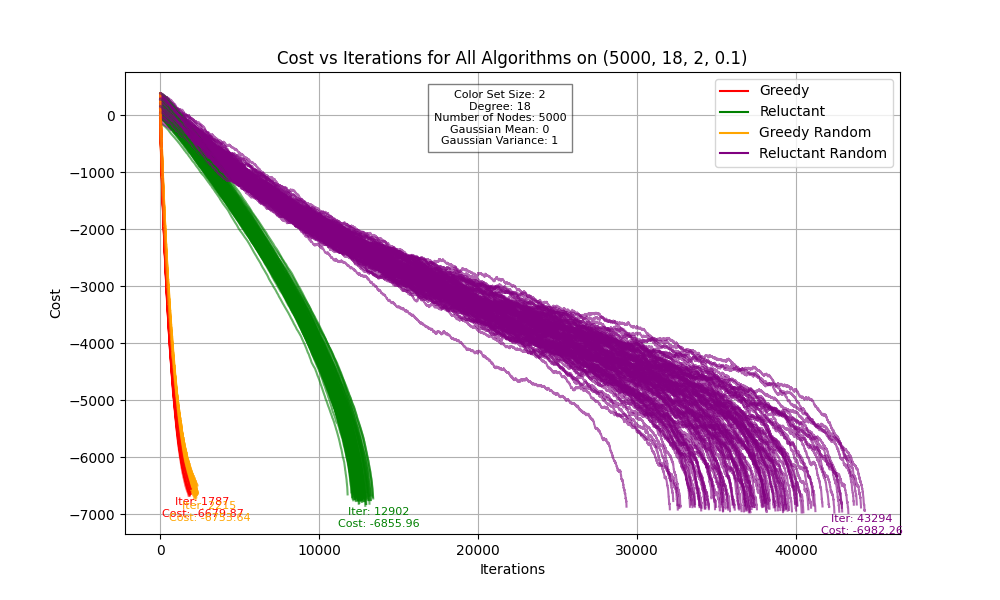 Cost vs Iterations for All Algorithms on (5000, 18, 2, 0.1)
Color Set Size: 2
Degree: 18
Number of Nodes: 5000
Gaussian Mean: 0
Gaussian Variance: 1
Greedy
Reluctant
Greedy Random
Reluctant Random
Cost
0
−1000
−2000
−3000
−4000
−5000
−6000
−7000
Iter: 1787
Cost: -6679.87
Iter:
Cost:
Iter: 12902
Cost: -6855.96
Iter: 43294
Cost: -6982.26
0
10000
20000
30000
40000
Iterations